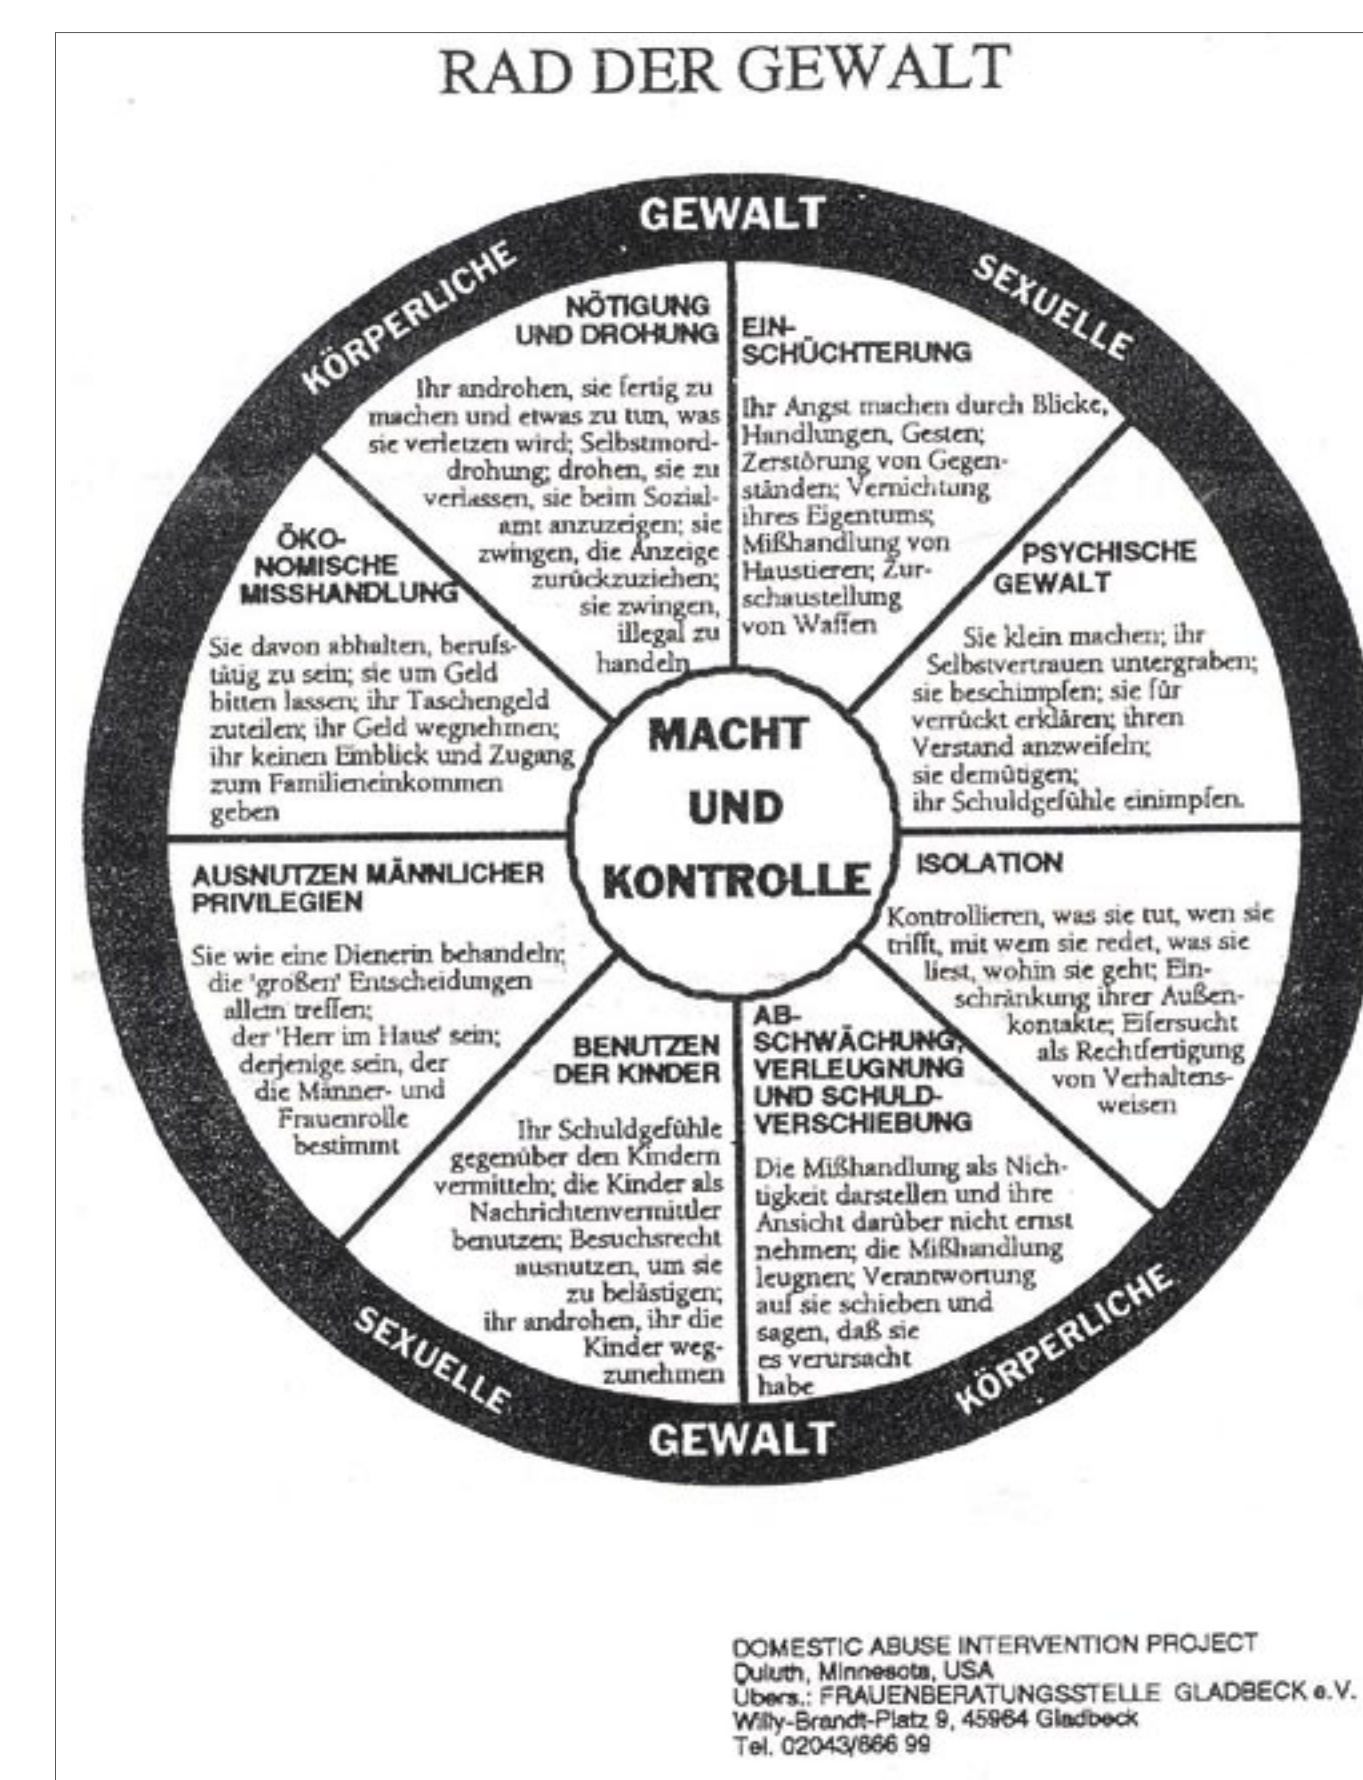 RAD DER GEWALT
GEWALT
KÖRPERLICHE
SEXUELLE
NÖTIGUNG
UND DROHUNG
Ihr androhen, sie fertig zu
machen und etwas zu tun, was
sie verletzen wird; Selbstmord-
drohung; drohen, sie zu
verlassen, sie beim Sozial-
amt anzuzeigen; sie
zwingen, die Anzeige
zurückzuziehen;
sie zwingen,
illegal zu
handeln
EIN-
SCHÜCHTERUNG
Ihr Angst machen durch Blicke,
Handlungen, Gesten;
Zerstörung von Gegen-
ständen; Vernichtung
ihres Eigentums;
Mißhandlung von
Haustieren; Zur-
schaustellung
von Waffen
PSYCHISCHE
GEWALT
Sie klein machen; ihr
Selbstvertrauen untergraben;
sie beschimpfen; sie für
verrückt erklären; ihren
Verstand anzweifeln;
sie demütigen;
ihr Schuldgefühle einimpfen.
ISOLATION
Kontrollieren, was sie tut, wen sie
trifft, mit wem sie redet, was sie
liest, wohin sie geht; Ein-
schränkung ihrer Außen-
kontakte; Eifersucht
als Rechtfertigung
von Verhaltens-
weisen
AB-
SCHWÄCHUNG,
VERLEUGNUNG
UND SCHULD-
VERSCHIEBUNG
Die Mißhandlung als Nich-
tigkeit darstellen und ihre
Ansicht darüber nicht ernst
nehmen; die Mißhandlung
leugnen; Verantwortung
auf sie schieben und
sagen, daß sie
es verursacht
habe
BENUTZEN
DER KINDER
Ihr Schuldgefühle
gegenüber den Kindern
vermitteln; die Kinder als
Nachrichtenvermittler
benutzen; Besuchsrecht
ausnutzen, um sie
zu belästigen;
ihr androhen, ihr die
Kinder weg-
zunehmen
AUSNUTZEN MÄNNLICHER
PRIVILEGIEN
Sie wie eine Dienerin behandeln;
die 'großen' Entscheidungen
allein treffen;
der 'Herr im Haus' sein;
derjenige sein, der
die Männer- und
Frauenrolle
bestimmt
ÖKO-
NOMISCHE
MISSHANDLUNG
Sie davon abhalten, berufs-
tätig zu sein; sie um Geld
bitten lassen; ihr Taschengeld
zuteilen; ihr Geld wegnehmen;
ihr keinen Einblick und Zugang
zum Familieneinkommen
geben
MACHT
UND
KONTROLLE
SEXUELLE
KÖRPERLICHE
GEWALT
DOMESTIC ABUSE INTERVENTION PROJECT
Duluth, Minnesota, USA
Übers.: FRAUENBERATUNGSSTELLE GLADBECK e.V.
Willy-Brandt-Platz 9, 45964 Gladbeck
Tel. 02043/666 99